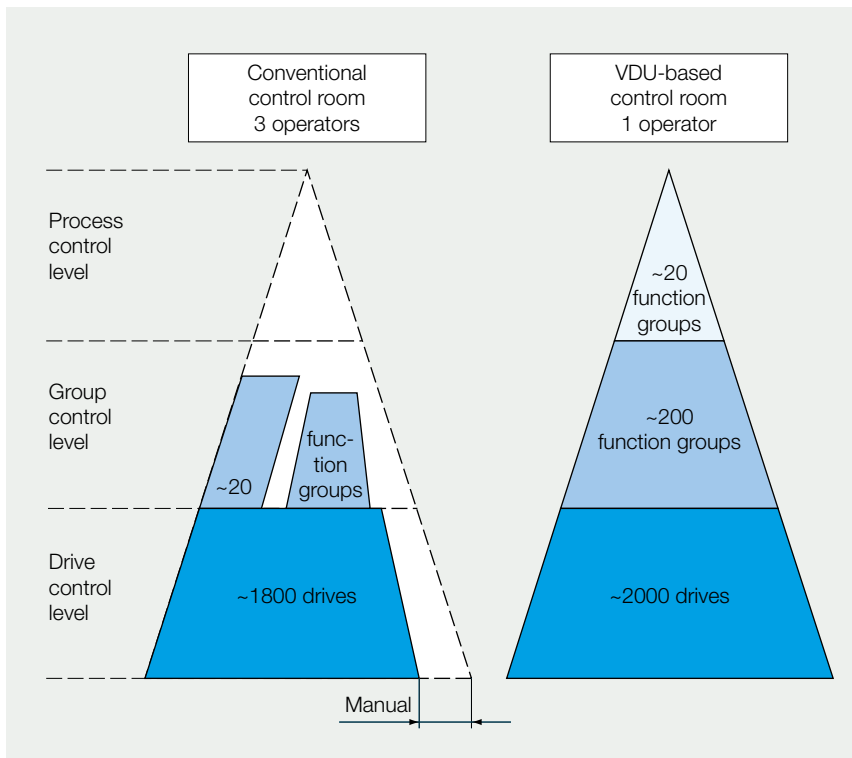 Conventional
control room
3 operators
VDU-based
control room
1 operator
Process
control
level
~20
function
groups
Group
control
level
~20
func-
tion
groups
~200
function groups
Drive
control
level
~1800 drives
~2000 drives
Manual